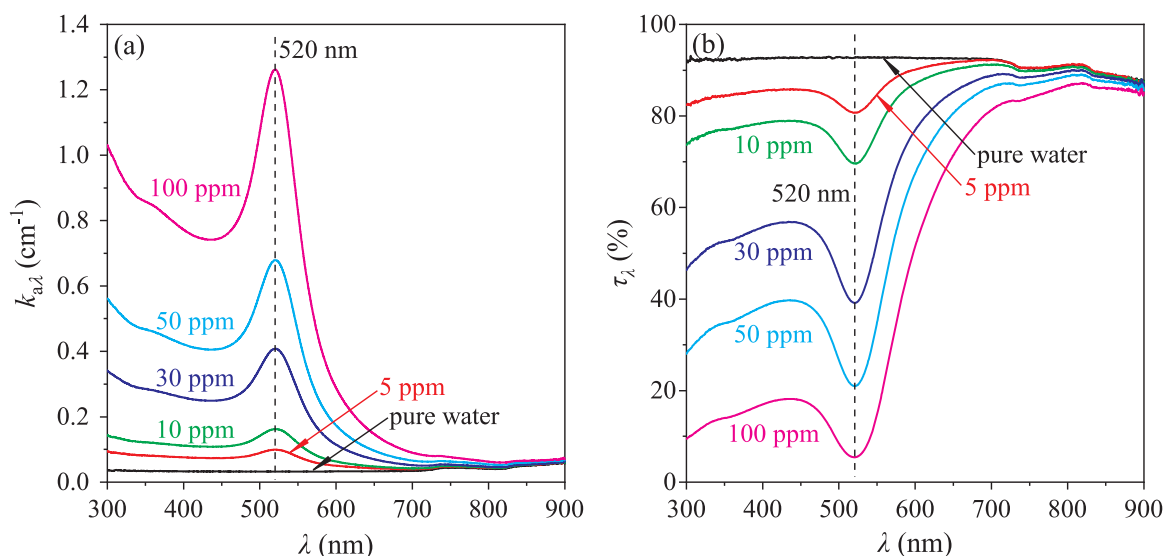 (a)
520 nm
100 ppm
50 ppm
30 ppm
10 ppm
5 ppm
pure water
kaλ (cm⁻¹)
1.4
1.2
1.0
0.8
0.6
0.4
0.2
0.0
300 400 500 600 700 800 900
λ (nm)
(b)
pure water
5 ppm
10 ppm
520 nm
30 ppm
50 ppm
100 ppm
τλ (%)
100
80
60
40
20
0
300 400 500 600 700 800 900
λ (nm)